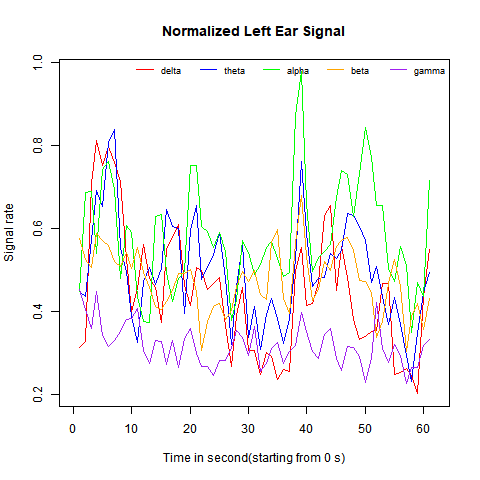 Normalized Left Ear Signal
delta theta alpha beta gamma
Signal rate
1.0
0.8
0.6
0.4
0.2
0 10 20 30 40 50 60
Time in second(starting from 0 s)